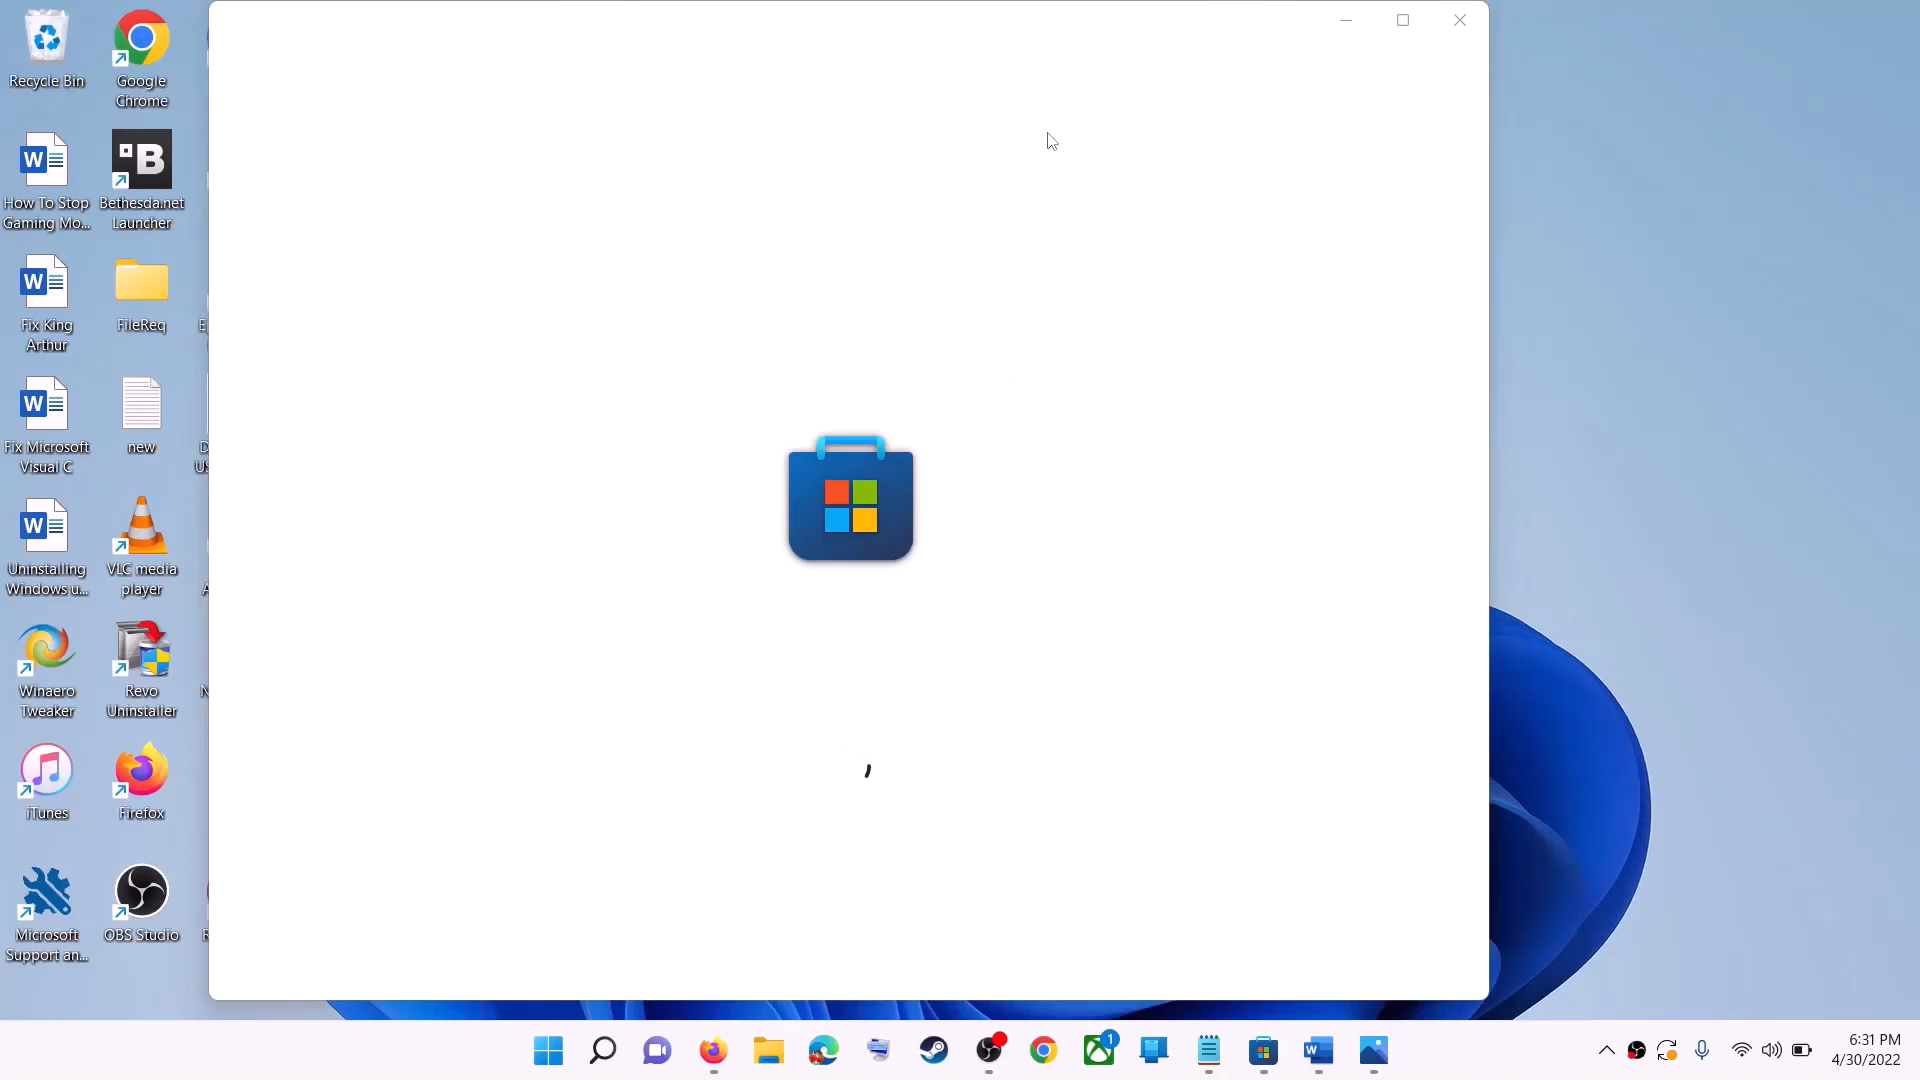 Recycle Bin
Google
Chrome
How To Stop
Gaming Mo...
Bethesda.net
Launcher
Fix King
Arthur
FileReq
Fix Microsoft
Visual C
new
Uninstalling
Windows u...
VLC media
player
Winaero
Tweaker
Revo
Uninstaller
iTunes
Firefox
Microsoft
Support an...
OBS Studio
1
6:31 PM
4/30/2022